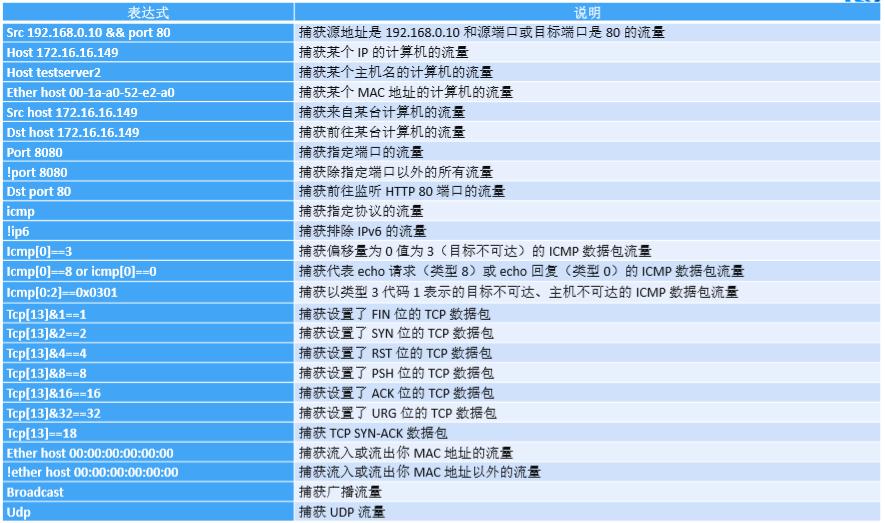 表达式 说明
Src 192.168.0.10 && port 80 捕获源地址是 192.168.0.10 和源端口或目标端口是 80 的流量
Host 172.16.16.149 捕获某个 IP 的计算机的流量
Host testserver2 捕获某个主机名的计算机的流量
Ether host 00-1a-a0-52-e2-a0 捕获某个 MAC 地址的计算机的流量
Src host 172.16.16.149 捕获来自某台计算机的流量
Dst host 172.16.16.149 捕获前往某台计算机的流量
Port 8080 捕获指定端口的流量
!port 8080 捕获除指定端口以外的所有流量
Dst port 80 捕获前往监听 HTTP 80 端口的流量
icmp 捕获指定协议的流量
!ip6 捕获排除 IPv6 的流量
Icmp[0]==3 捕获偏移量为 0 值为 3（目标不可达）的 ICMP 数据包流量
Icmp[0]==8 or icmp[0]==0 捕获代表 echo 请求（类型 8）或 echo 回复（类型 0）的 ICMP 数据包流量
Icmp[0:2]==0x0301 捕获以类型 3 代码 1 表示的目标不可达、主机不可达的 ICMP 数据包流量
Tcp[13]&1==1 捕获设置了 FIN 位的 TCP 数据包
Tcp[13]&2==2 捕获设置了 SYN 位的 TCP 数据包
Tcp[13]&4==4 捕获设置了 RST 位的 TCP 数据包
Tcp[13]&8==8 捕获设置了 PSH 位的 TCP 数据包
Tcp[13]&16==16 捕获设置了 ACK 位的 TCP 数据包
Tcp[13]&32==32 捕获设置了 URG 位的 TCP 数据包
Tcp[13]==18 捕获 TCP SYN-ACK 数据包
Ether host 00:00:00:00:00:00 捕获流入或流出你 MAC 地址的流量
!ether host 00:00:00:00:00:00 捕获流入或流出你 MAC 地址以外的流量
Broadcast 捕获广播流量
Udp 捕获 UDP 流量